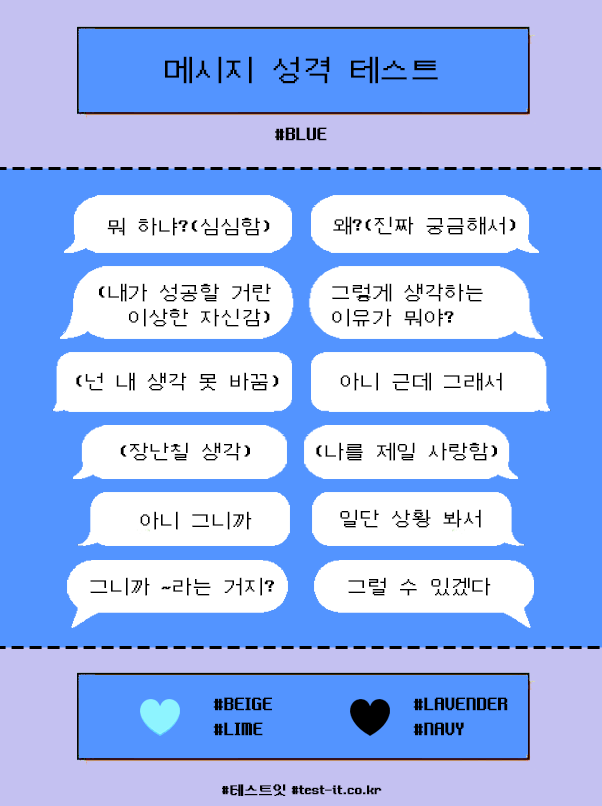 메시지 성격 테스트
#BLUE
뭐 하냐?(심심함)
왜?(진짜 궁금해서)
(내가 성공할 거란
이상한 자신감)
그렇게 생각하는
이유가 뭐야?
(넌 내 생각 못 바꿈)
아니 근데 그래서
(장난칠 생각)
(나를 제일 사랑함)
아니 그니까
일단 상황 봐서
그니까 ~라는 거지?
그럴 수 있겠다
#BEIGE
#LIME
#LAVENDER
#NAVY
#테스트잇 #test-it.co.kr